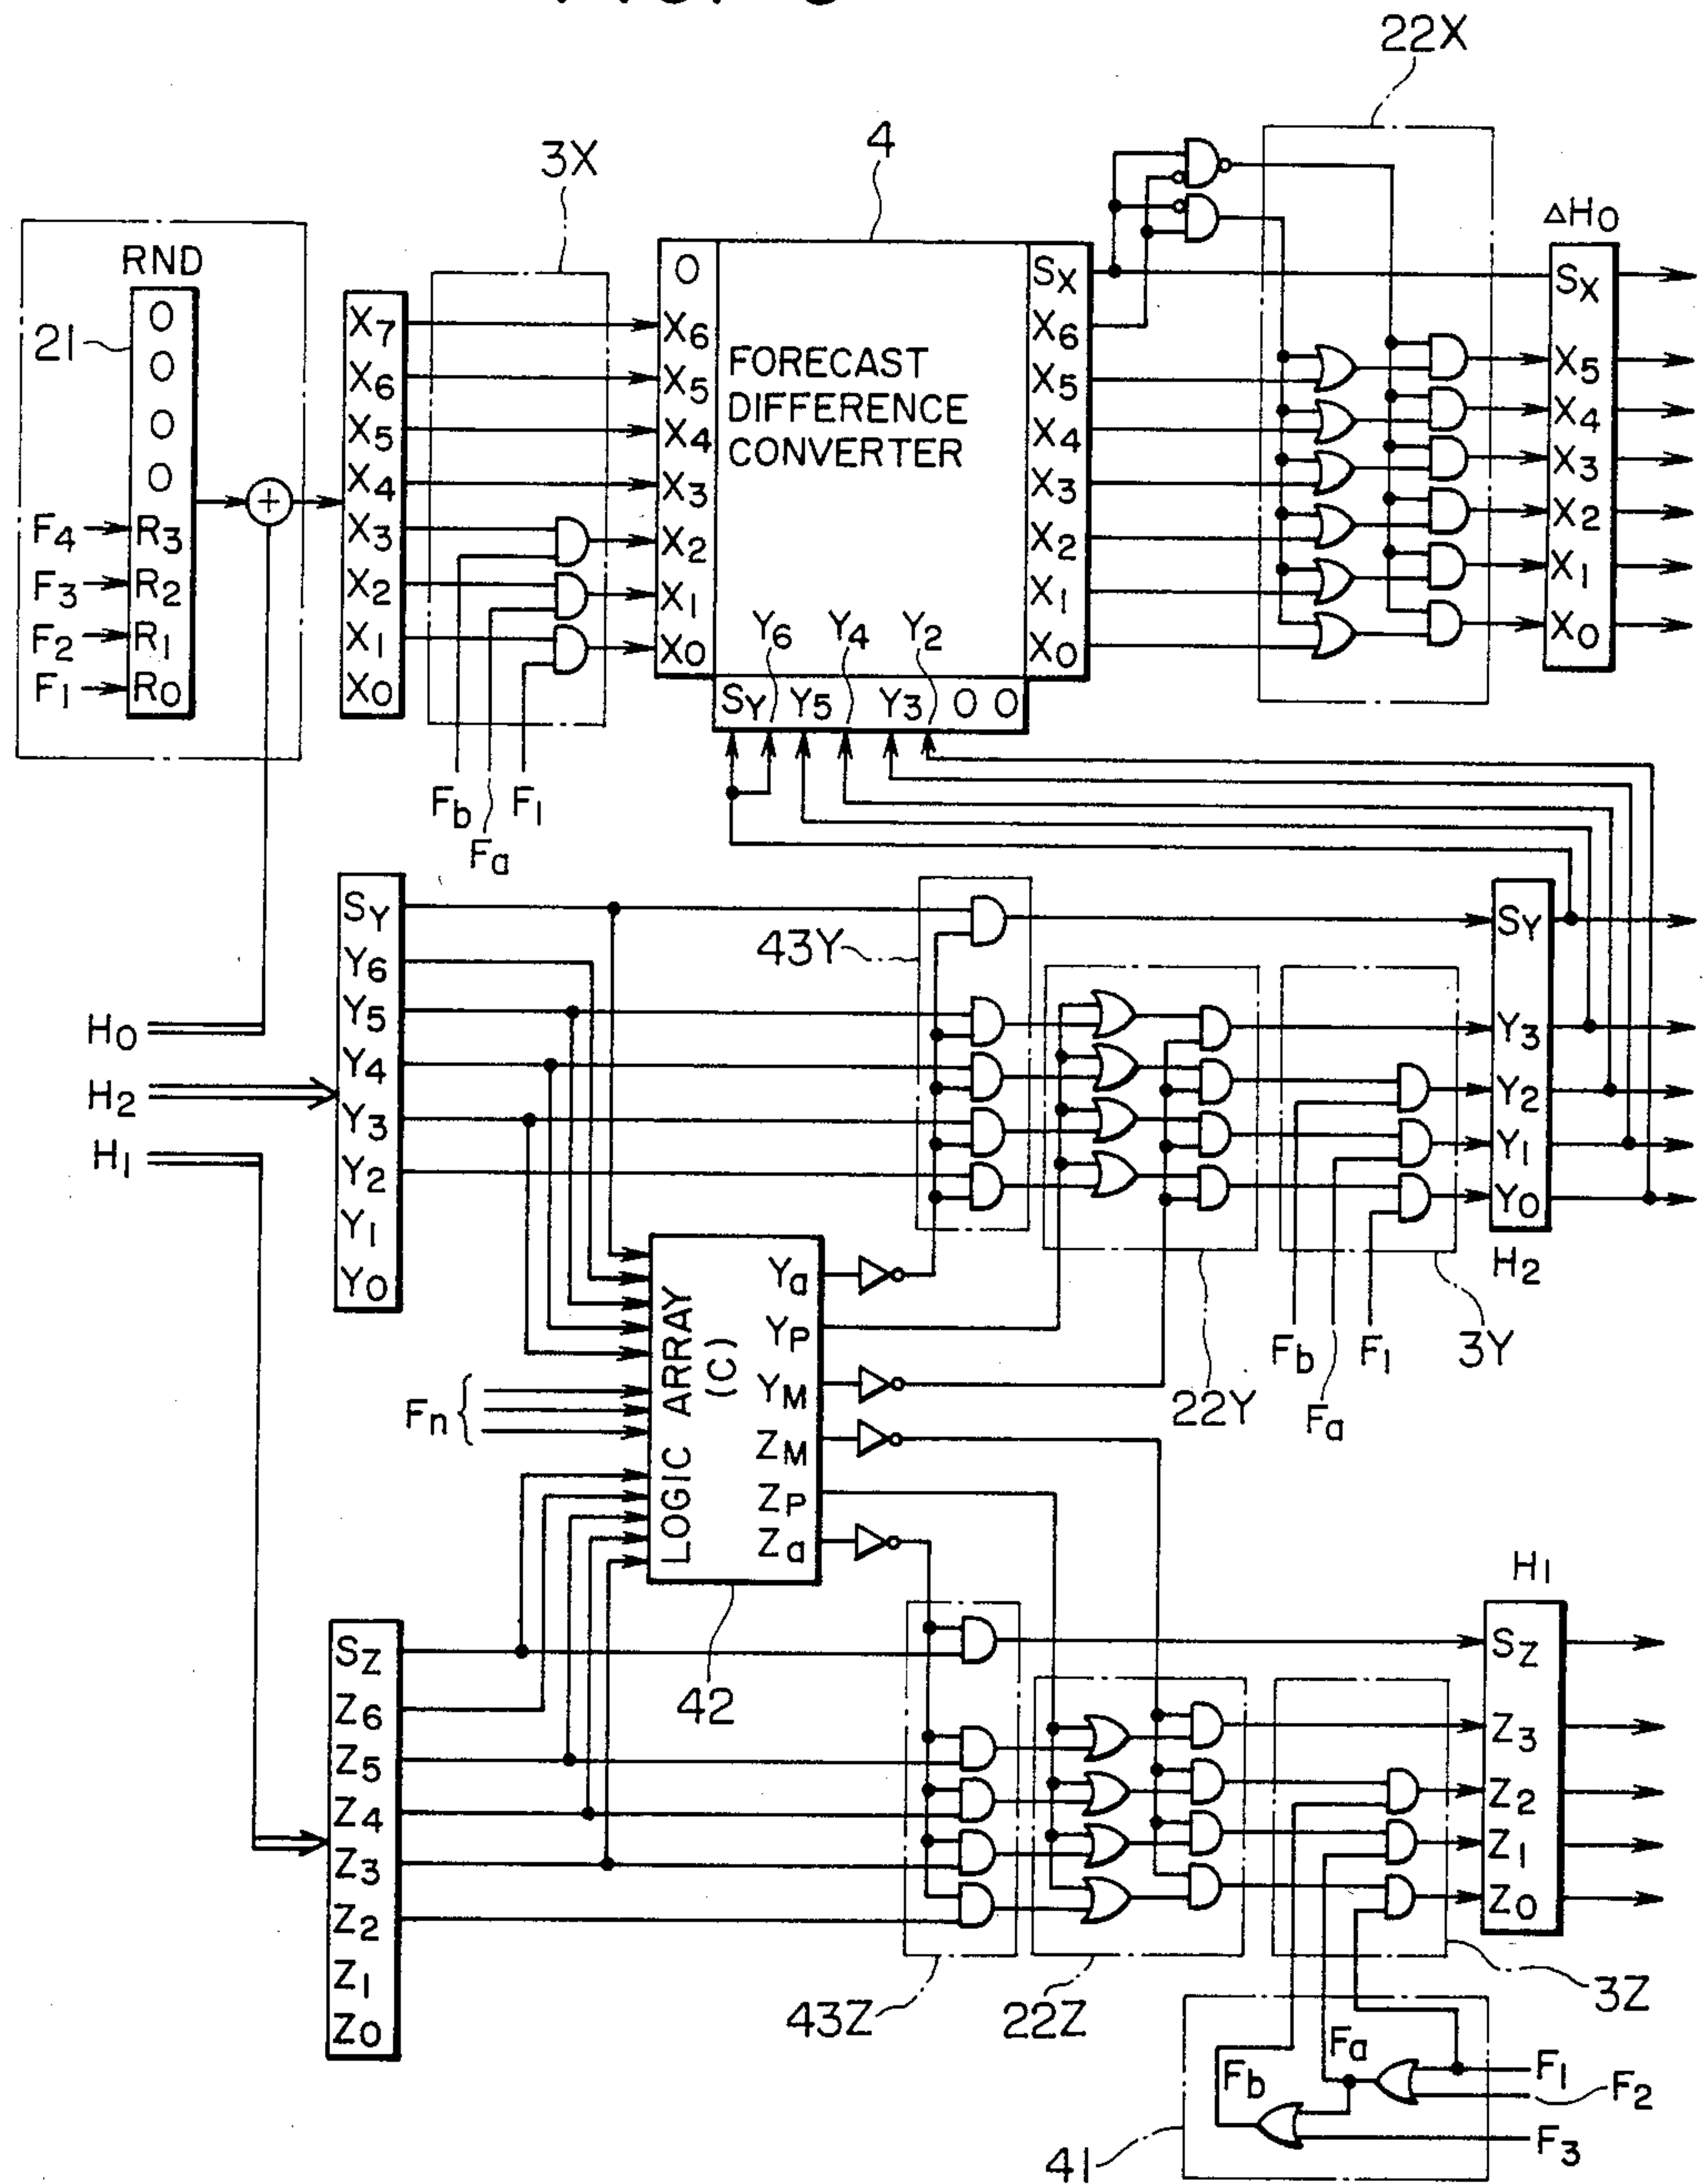 22X
3X
4
ΔH0
RND
21
0
0
0
0
R3
R2
R1
R0
F4
F3
F2
F1
X7
X6
X5
X4
X3
X2
X1
X0
Fb
Fa
F1
0
X6
X5
X4
X3
X2
X1
X0
FORECAST
DIFFERENCE
CONVERTER
Y6 Y4 Y2
SY Y5 Y3 0 0
SX
X6
X5
X4
X3
X2
X1
X0
SX
X5
X4
X3
X2
X1
X0
H0
H2
H1
SY
Y6
Y5
Y4
Y3
Y2
Y1
Y0
43Y
SY
Y3
Y2
Y1
Y0
H2
Fb
Fa
F1
3Y
22Y
Fn {
LOGIC ARRAY
(C)
Ya
YP
YM
ZM
ZP
Za
42
SZ
Z6
Z5
Z4
Z3
Z2
Z1
Z0
H1
SZ
Z3
Z2
Z1
Z0
43Z
22Z
3Z
Fa
Fb
F1
F2
F3
41